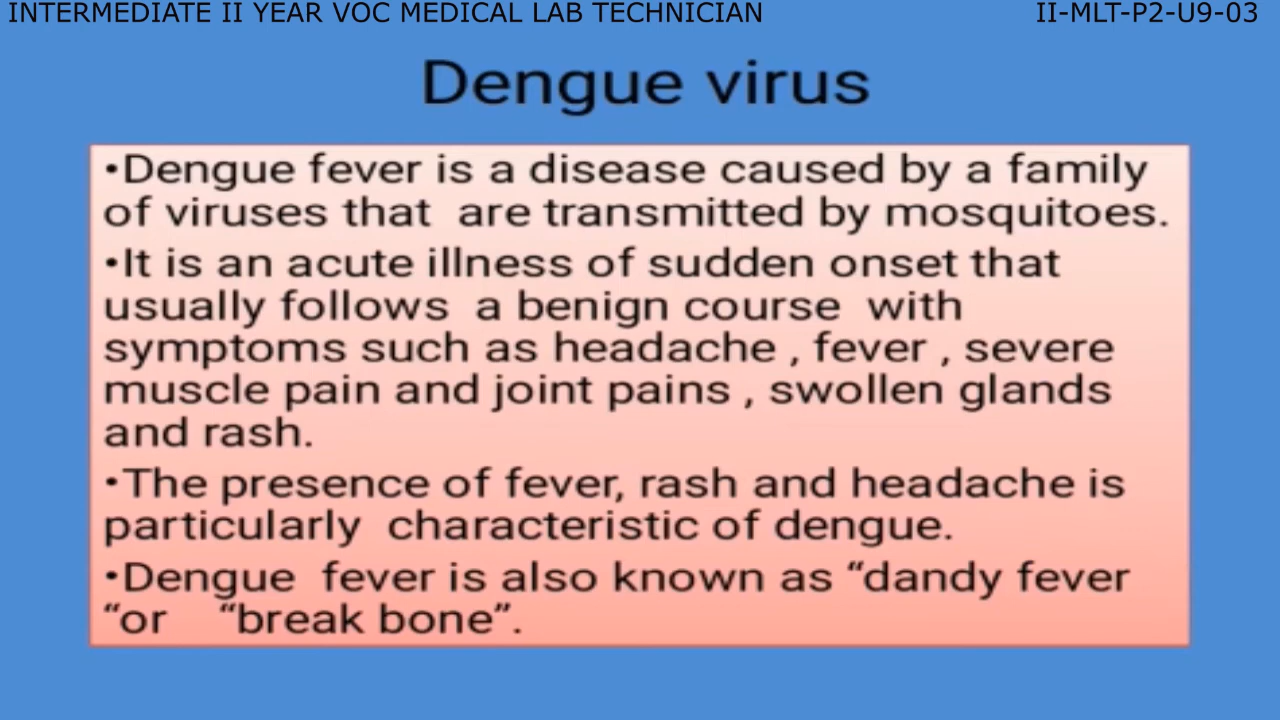 INTERMEDIATE II YEAR VOC MEDICAL LAB TECHNICIAN
II-MLT-P2-U9-03
Dengue virus
•Dengue fever is a disease caused by a family
of viruses that are transmitted by mosquitoes.
•It is an acute illness of sudden onset that
usually follows a benign course with
symptoms such as headache , fever , severe
muscle pain and joint pains , swollen glands
and rash.
•The presence of fever, rash and headache is
particularly characteristic of dengue.
•Dengue fever is also known as “dandy fever
“or “break bone”.